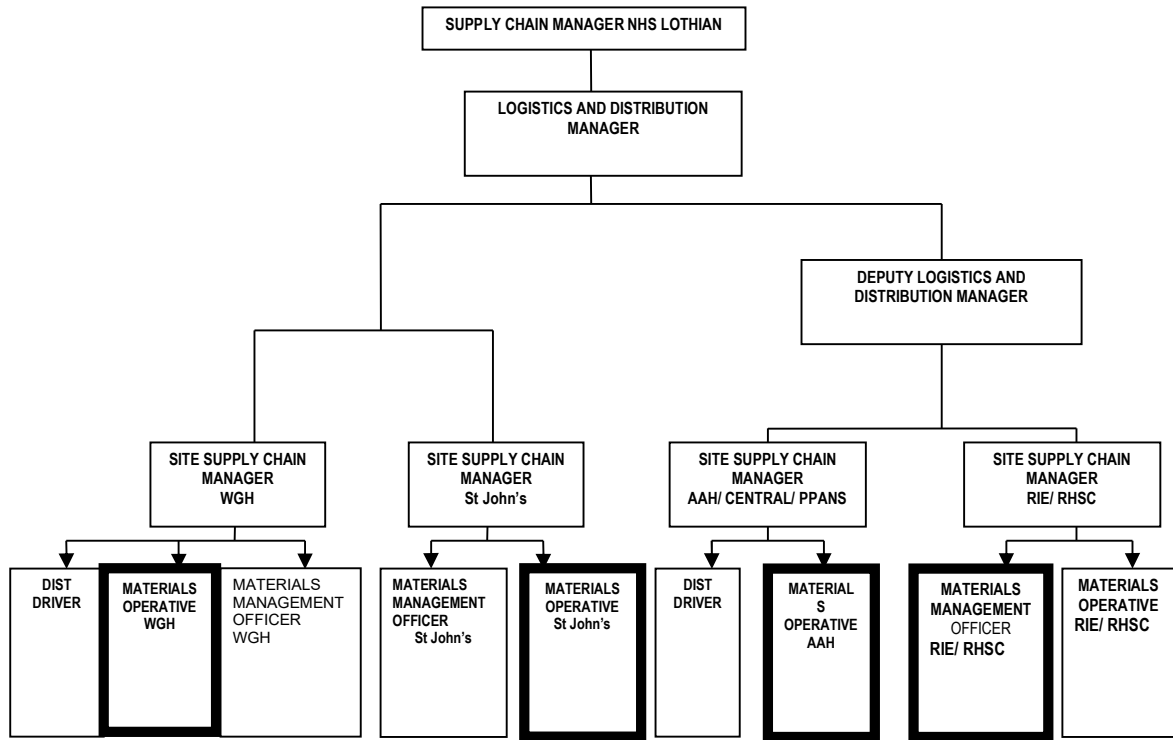 SUPPLY CHAIN MANAGER NHS LOTHIAN
LOGISTICS AND DISTRIBUTION
MANAGER
DEPUTY LOGISTICS AND
DISTRIBUTION MANAGER
SITE SUPPLY CHAIN
MANAGER
WGH
SITE SUPPLY CHAIN
MANAGER
St John's
SITE SUPPLY CHAIN
MANAGER
AAH/ CENTRAL/ PPANS
SITE SUPPLY CHAIN
MANAGER
RIE/ RHSC
DIST
DRIVER
MATERIALS
OPERATIVE
WGH
MATERIALS
MANAGEMENT
OFFICER
WGH
MATERIALS
MANAGEMENT
OFFICER
St John's
MATERIALS
OPERATIVE
St John's
DIST
DRIVER
MATERIAL
S
OPERATIVE
AAH
MATERIALS
MANAGEMENT
OFFICER
RIE/ RHSC
MATERIALS
OPERATIVE
RIE/ RHSC